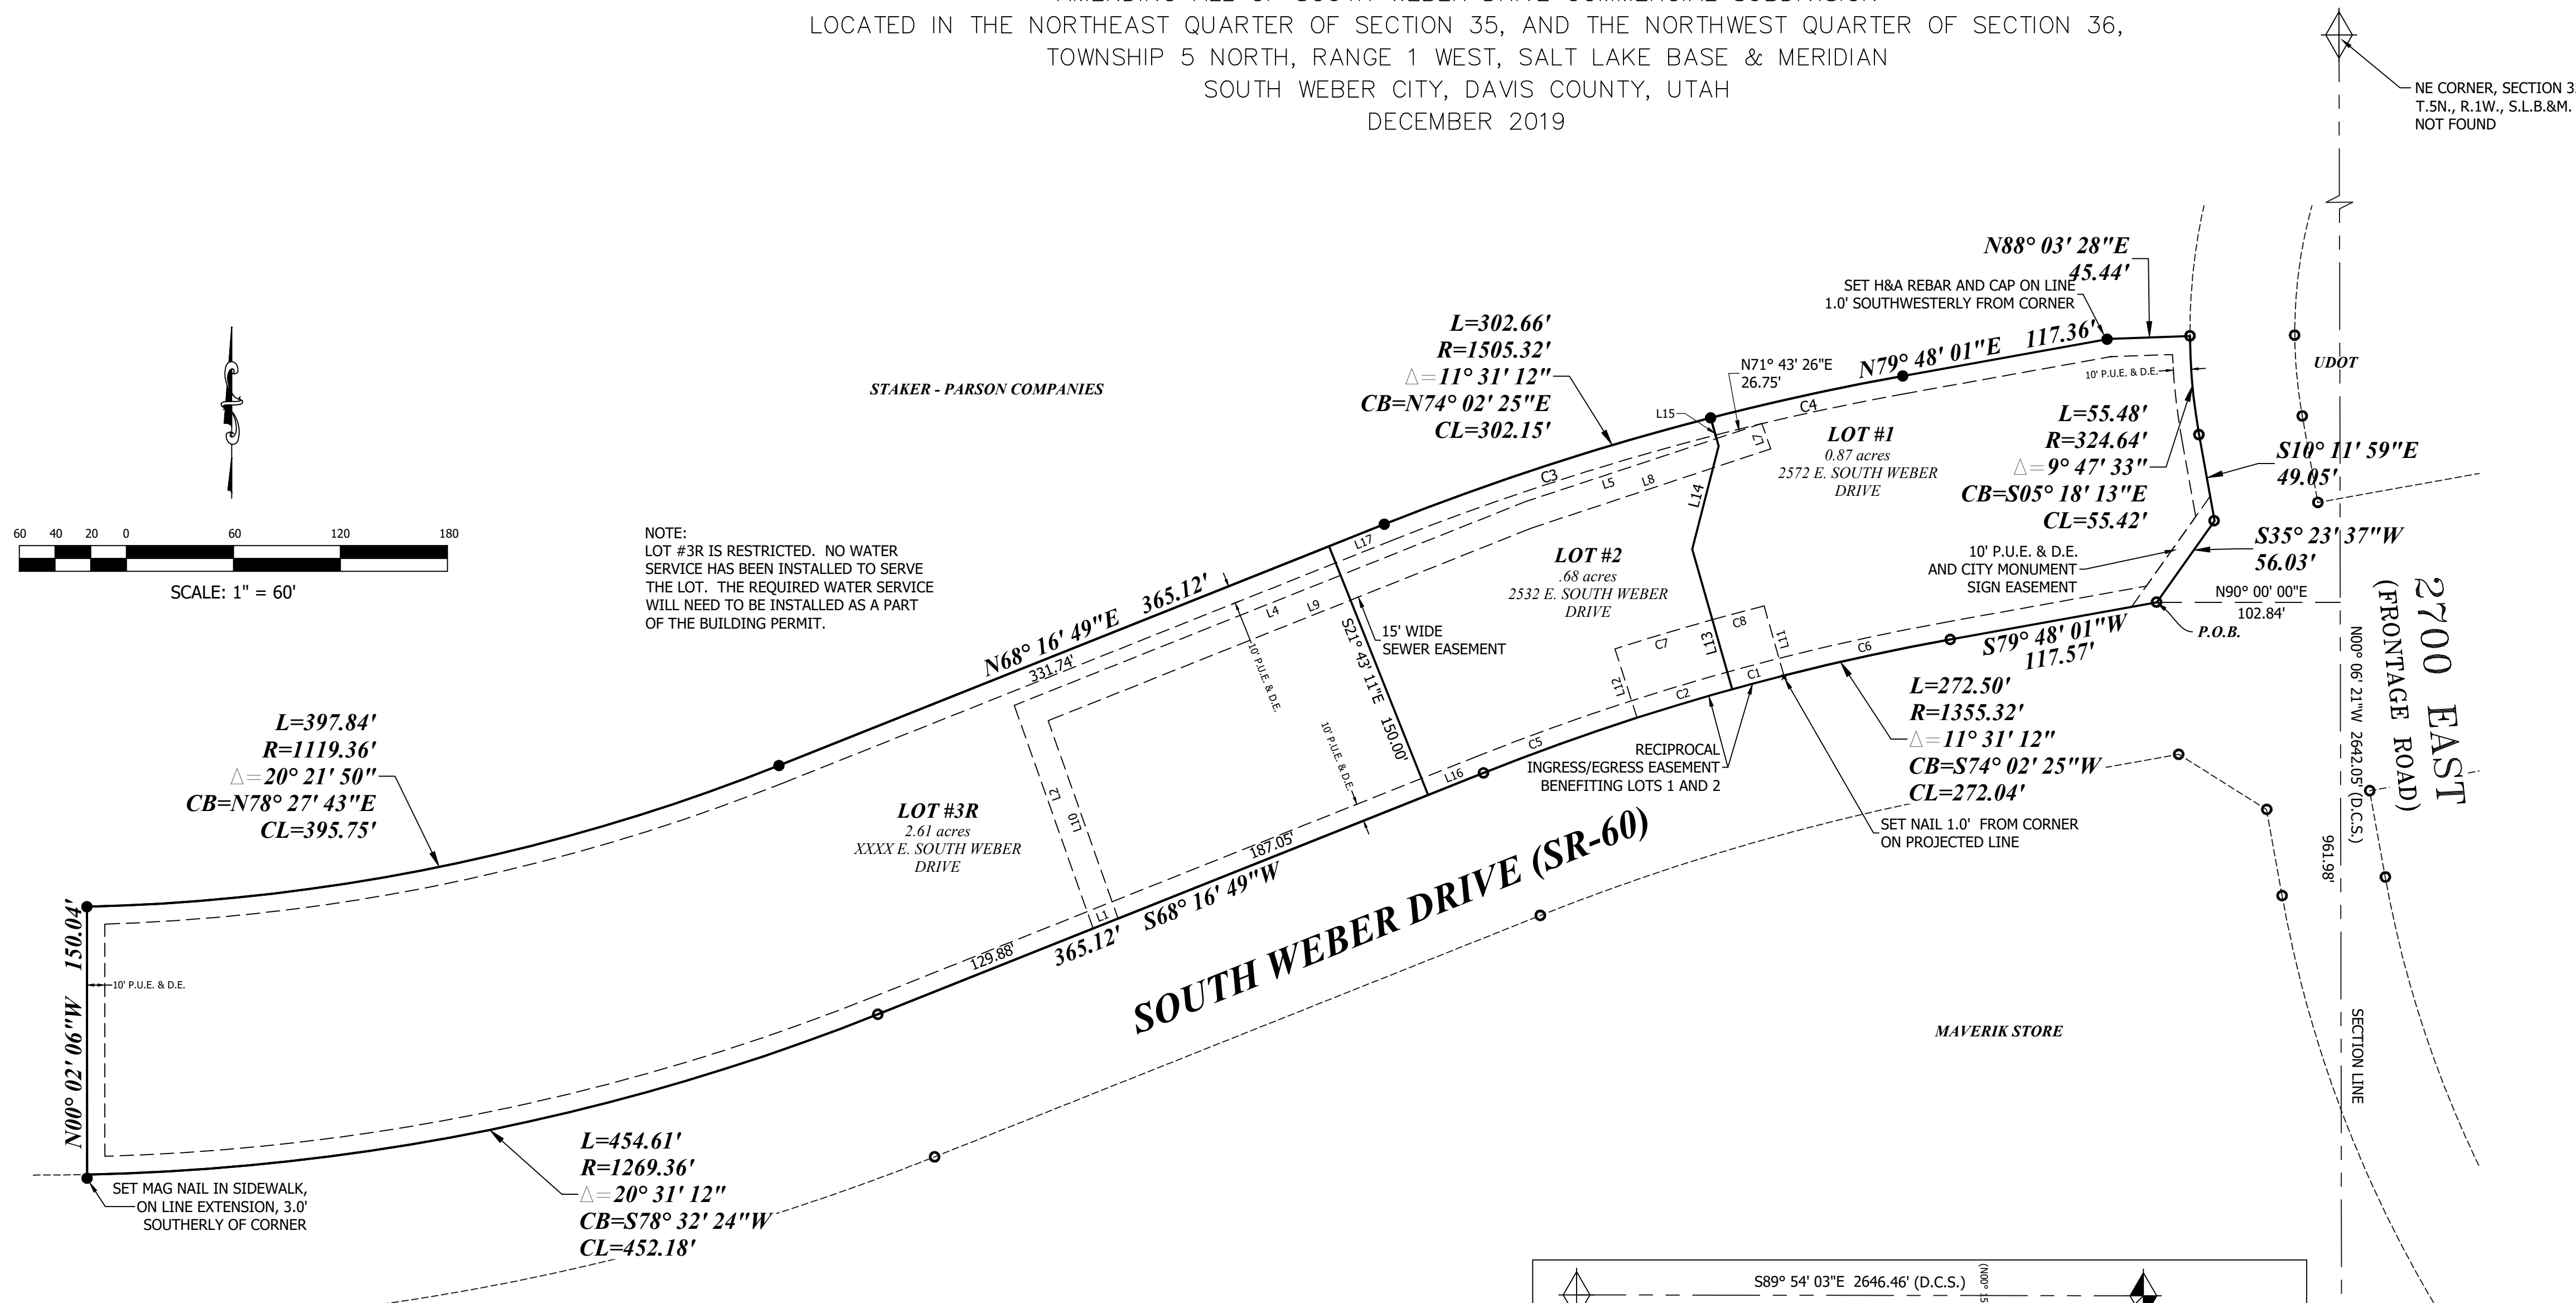 AMENDING ALL OF SOUTH WEBER DRIVE COMMERCIAL SUBDIVISION
LOCATED IN THE NORTHEAST QUARTER OF SECTION 35, AND THE NORTHWEST QUARTER OF SECTION 36,
TOWNSHIP 5 NORTH, RANGE 1 WEST, SALT LAKE BASE & MERIDIAN
SOUTH WEBER CITY, DAVIS COUNTY, UTAH
DECEMBER 2019
NE CORNER, SECTION 3
T.5N., R.1W., S.L.B.&M.
NOT FOUND
N88° 03' 28"E
45.44'
SET H&A REBAR AND CAP ON LINE
1.0' SOUTHWESTERLY FROM CORNER
L=302.66'
R=1505.32'
Δ=11° 31' 12"
CB=N74° 02' 25"E
CL=302.15'
N71° 43' 26"E
26.75'
N79° 48' 01"E 117.36'
10' P.U.E. & D.E.
UDOT
STAKER - PARSON COMPANIES
L15
C4
L7
LOT #1
0.87 acres
2572 E. SOUTH WEBER
DRIVE
L=55.48'
R=324.64'
Δ=9° 47' 33"
CB=S05° 18' 13"E
CL=55.42'
S10° 11' 59"E
49.05'
S35° 23' 37"W
56.03'
C3
L5
L8
L14
L17
60 40 20 0 60 120 180
SCALE: 1" = 60'
NOTE:
LOT #3R IS RESTRICTED. NO WATER
SERVICE HAS BEEN INSTALLED TO SERVE
THE LOT. THE REQUIRED WATER SERVICE
WILL NEED TO BE INSTALLED AS A PART
OF THE BUILDING PERMIT.
LOT #2
.68 acres
2532 E. SOUTH WEBER
DRIVE
10' P.U.E. & D.E.
AND CITY MONUMENT
SIGN EASEMENT
N90° 00' 00"E
102.84'
P.O.B.
N68° 16' 49"E 365.12'
331.74'
L4
L9
10' P.U.E. & D.E.
15' WIDE
SEWER EASEMENT
S21° 43' 11"E 150.00'
C7
C8
L13
L11
L12
C1
C2
C6
C5
L16
S79° 48' 01"W
117.57'
2700 EAST
(FRONTAGE ROAD)
N00° 06' 21"W 2642.05' (D.C.S.)
961.98'
SECTION LINE
L=272.50'
R=1355.32'
Δ=11° 31' 12"
CB=S74° 02' 25"W
CL=272.04'
RECIPROCAL
INGRESS/EGRESS EASEMENT
BENEFITING LOTS 1 AND 2
SET NAIL 1.0' FROM CORNER
ON PROJECTED LINE
L=397.84'
R=1119.36'
Δ=20° 21' 50"
CB=N78° 27' 43"E
CL=395.75'
LOT #3R
2.61 acres
XXXX E. SOUTH WEBER
DRIVE
L2
L10
L1
10' P.U.E. & D.E.
187.05'
S68° 16' 49"W
365.12'
129.88'
SOUTH WEBER DRIVE (SR-60)
MAVERIK STORE
N00° 02' 06"W 150.04'
10' P.U.E. & D.E.
SET MAG NAIL IN SIDEWALK,
ON LINE EXTENSION, 3.0'
SOUTHERLY OF CORNER
L=454.61'
R=1269.36'
Δ=20° 31' 12"
CB=S78° 32' 24"W
CL=452.18'
S89° 54' 03"E 2646.46' (D.C.S.)
(N00° 15